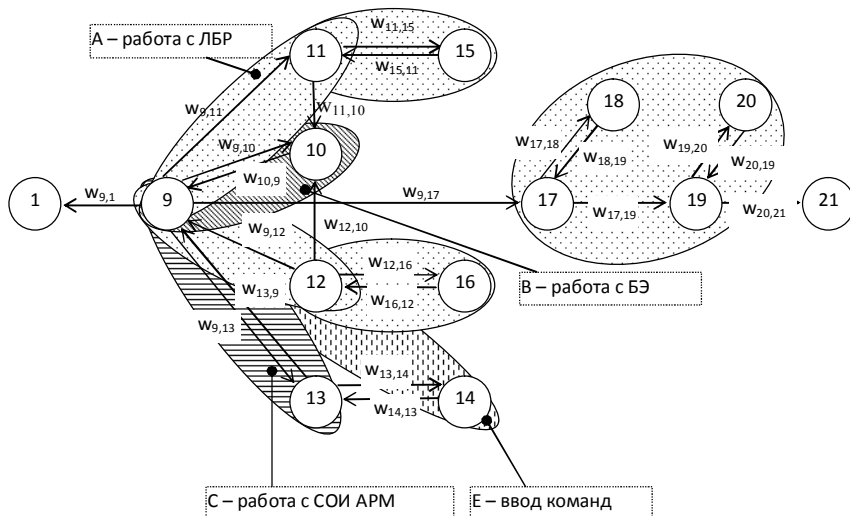 w11,15
11
15
A – работа с ЛБР
w15,11
w9,11
w11,10
18
20
w9,10
10
w17,18
w19,20
w18,19
w10,9
w20,19
w9,1
w9,17
1
9
17
19
21
w17,19
w20,21
w9,12
w12,10
w12,16
12
16
w13,9
w16,12
B – работа с БЭ
w9,13
w13,14
13
14
w14,13
C – работа с СОИ АРМ
E – ввод команд